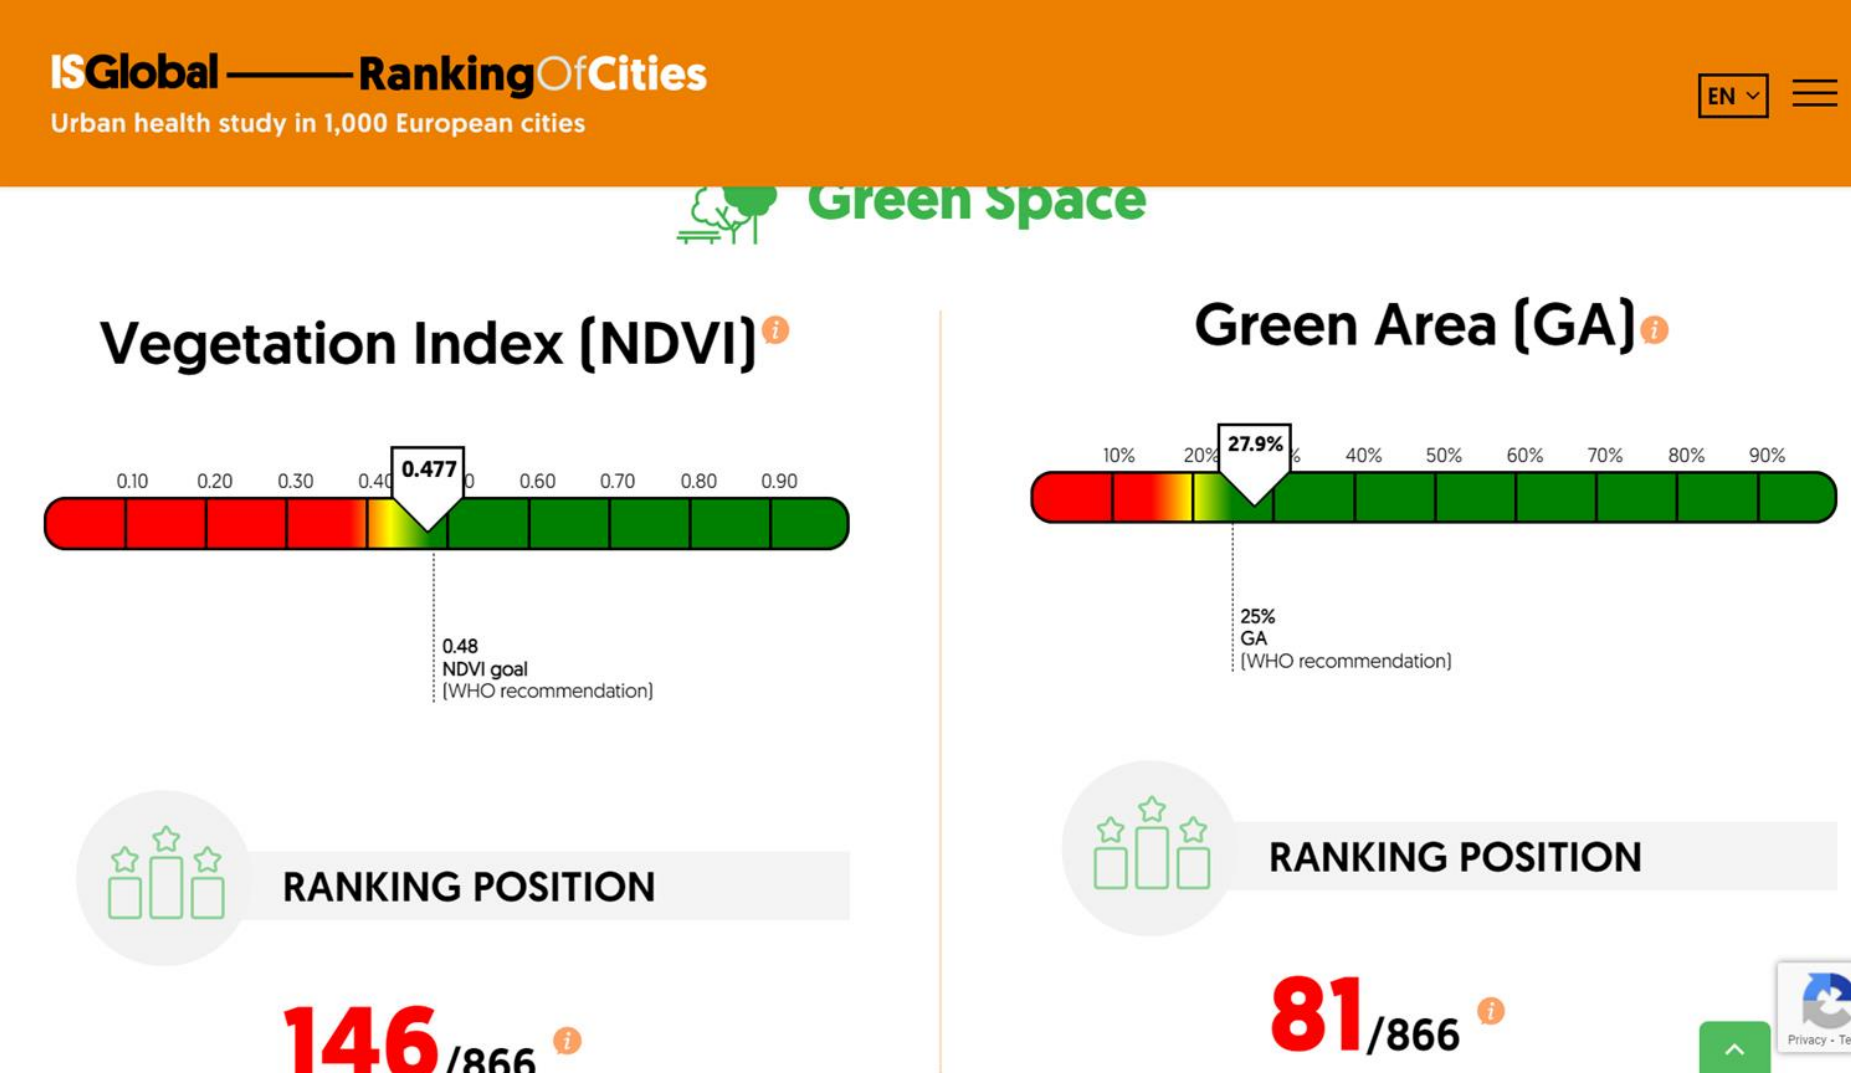 ISGlobal RankingOfCities
Urban health study in 1,000 European cities
EN
Green Space
Vegetation Index (NDVI)
0.10 0.20 0.30 0.40 0.477 0.60 0.70 0.80 0.90
0.48
NDVI goal
(WHO recommendation)
RANKING POSITION
146/866
Green Area (GA)
10% 20% 27.9% 40% 50% 60% 70% 80% 90%
25%
GA
(WHO recommendation)
RANKING POSITION
81/866
Privacy -